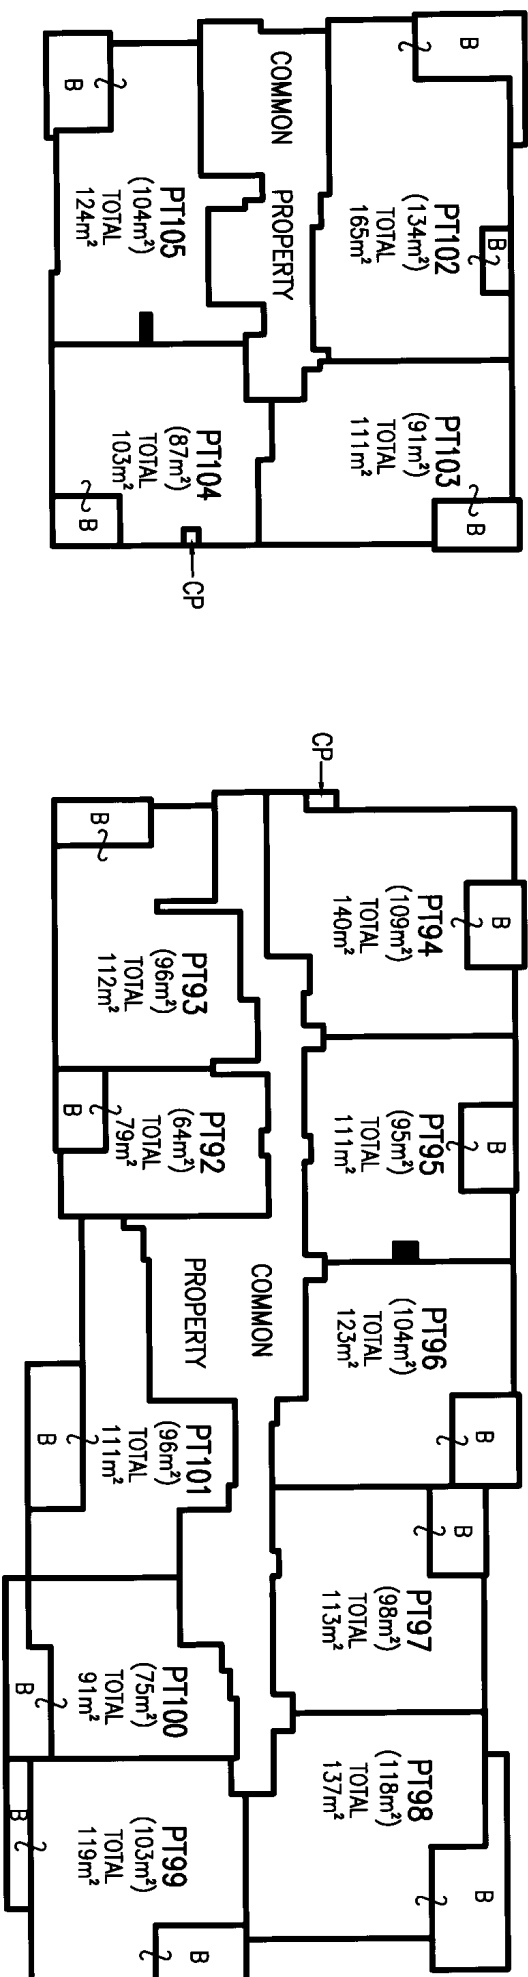 B
COMMON
PROPERTY
B
B
PT102
(134m²)
TOTAL
165m²
PT105
(104m²)
TOTAL
124m²
PT103
(91m²)
TOTAL
111m²
B
PT104
(87m²)
TOTAL
103m²
B
CP
CP
PT94
(109m²)
TOTAL
140m²
B
B
PT93
(96m²)
TOTAL
112m²
PT95
(95m²)
TOTAL
111m²
B
PT92
(64m²)
TOTAL
79m²
B
COMMON
PROPERTY
PT96
(104m²)
TOTAL
123m²
B
PT101
(96m²)
TOTAL
111m²
B
PT97
(98m²)
TOTAL
113m²
B
PT100
(75m²)
TOTAL
91m²
B
PT98
(118m²)
TOTAL
137m²
B
PT99
(103m²)
TOTAL
119m²
B
B